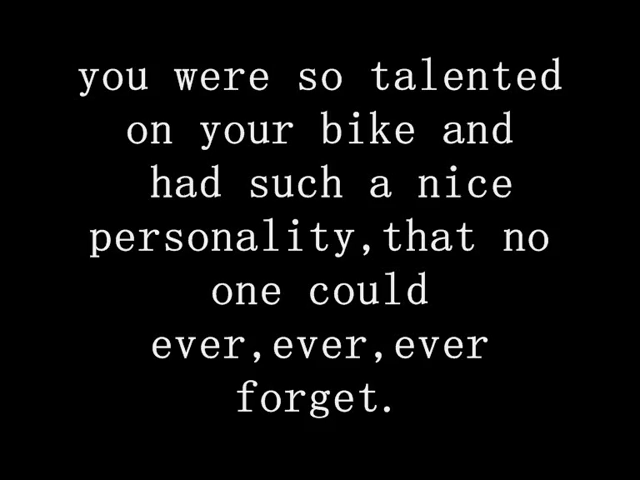 you were so talented
on your bike and
had such a nice
personality,that no
one could
ever,ever,ever
forget.